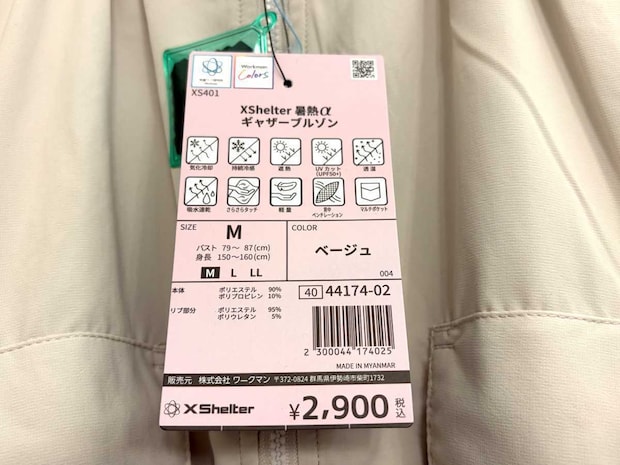 Workman
Colors
XS401
XShelter 暑熱α
ギャザーブルゾン
気化冷却
持続冷感
遮熱
UVカット
(UPF50+)
透湿
吸水速乾
さらさらタッチ
軽量
背中
ベンチレーション
マルチポケット
SIZE
M
バスト 79～ 87(cm)
身長 150～160(cm)
M L LL
COLOR
ベージュ
004
本体 ポリエステル 90%
ポリプロピレン 10%
リブ部分 ポリエステル 95%
ポリウレタン 5%
40 44174-02
2 300044 174025
MADE IN MYANMAR
販売元 株式会社 ワークマン 〒372-0824 群馬県伊勢崎市柴町1732
XShelter
¥2,900 税込